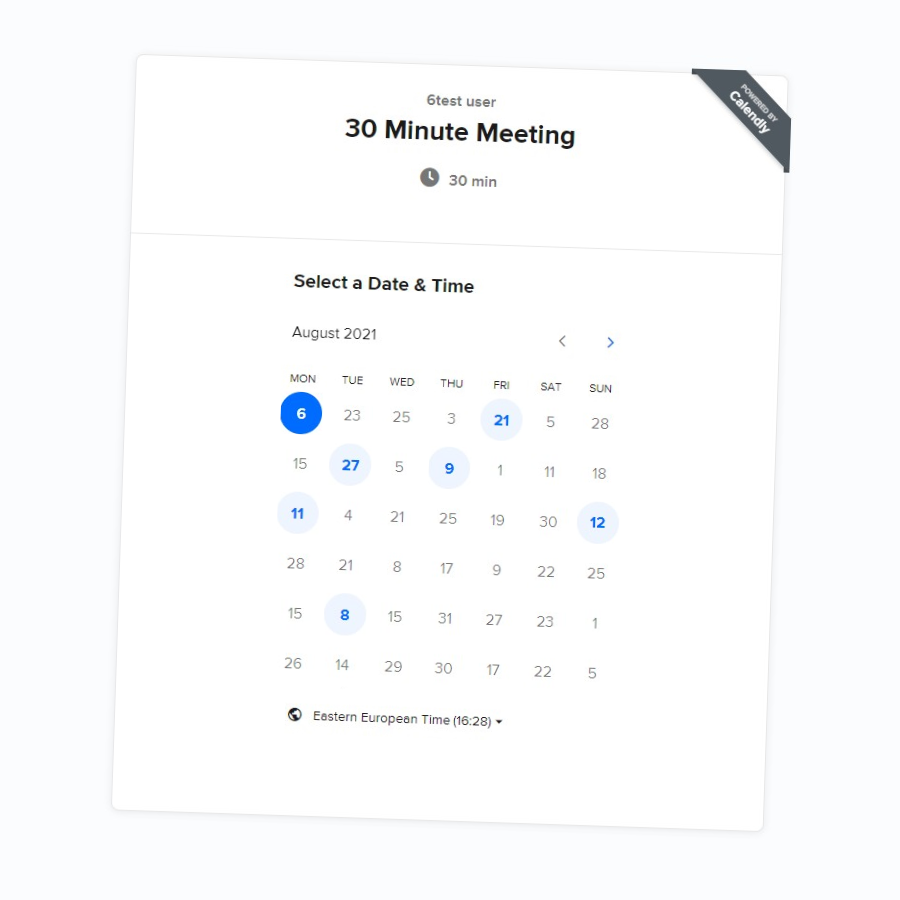 6test user
30 Minute Meeting
30 min
POWERED BY
Calendly
Select a Date & Time
August 2021
MON TUE WED THU FRI SAT SUN
6 23 25 3 21 5 28
15 27 5 9 1 11 18
11 4 21 25 19 30 12
28 21 8 17 9 22 25
15 8 15 31 27 23 1
26 14 29 30 17 22 5
Eastern European Time (16:28)